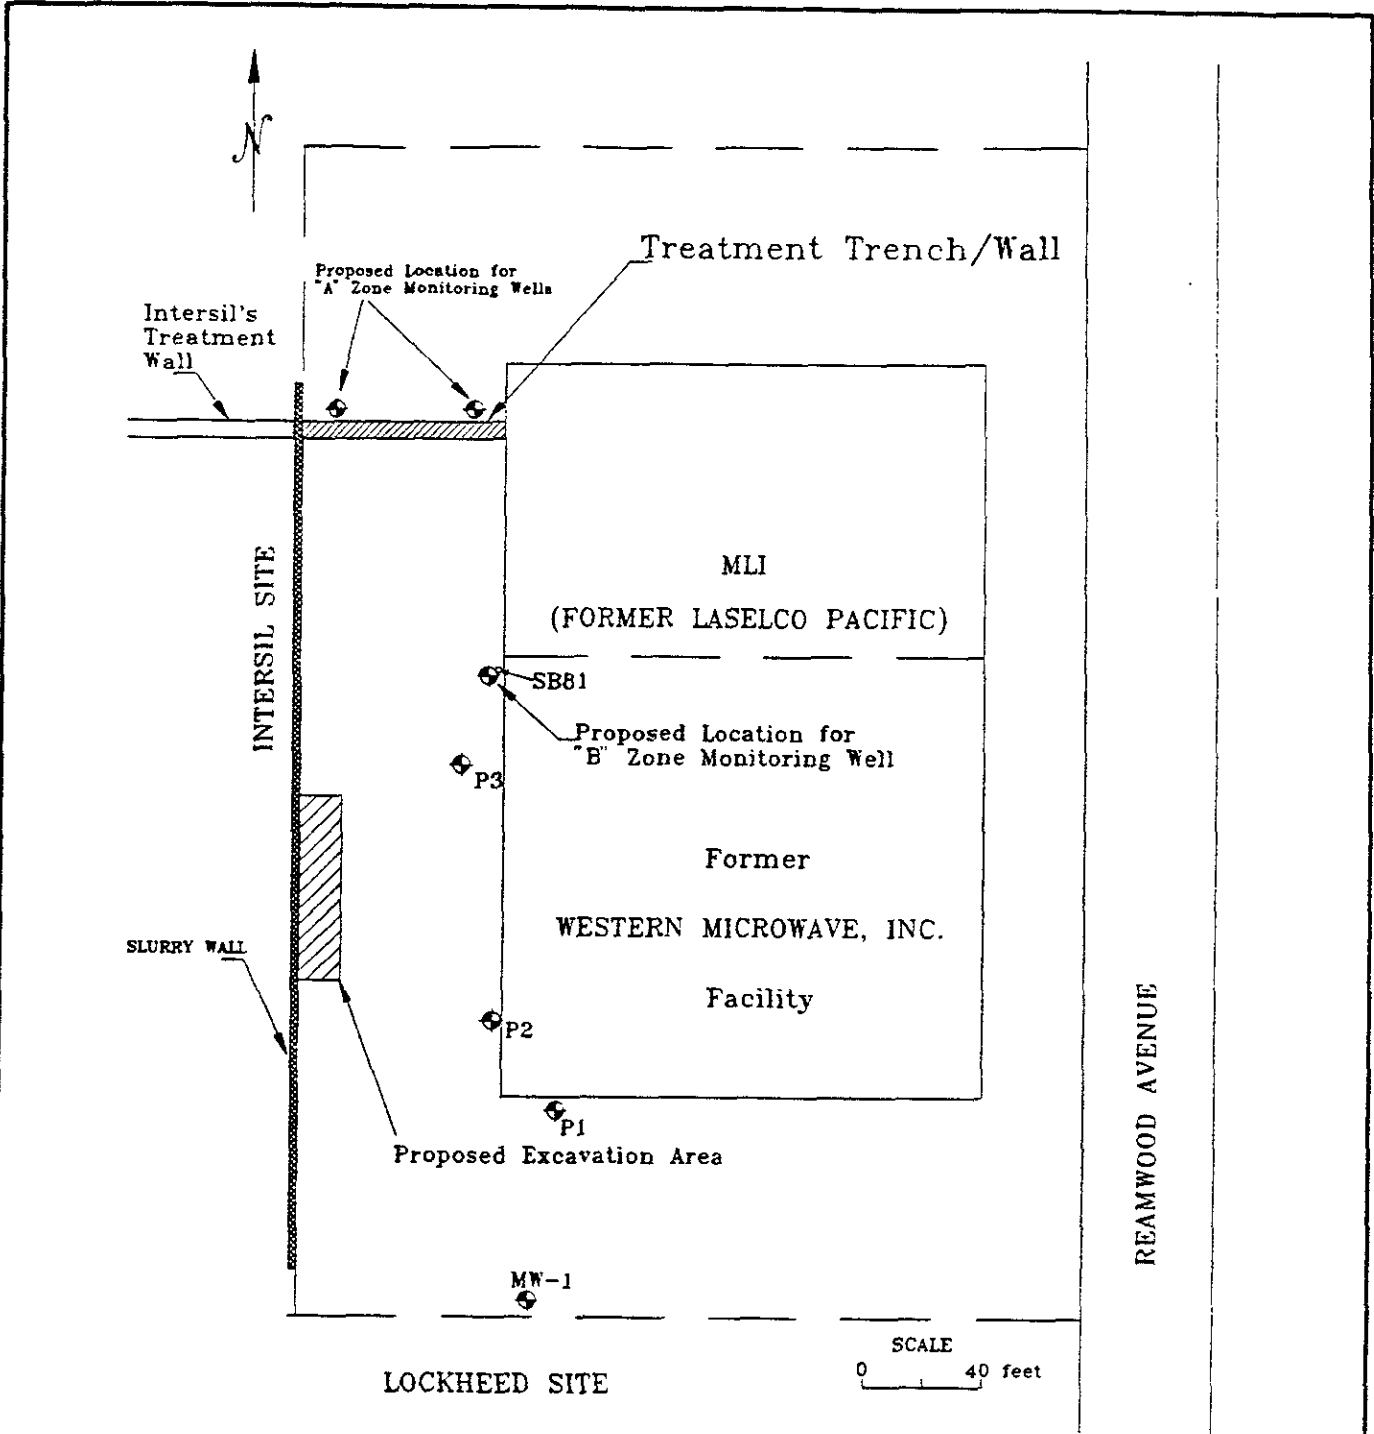 N
Treatment Trench/Wall
Proposed Location for
"A" Zone Monitoring Wells
Intersil's
Treatment
Wall
INTERSIL SITE
MLI
(FORMER LASELCO PACIFIC)
SB81
Proposed Location for
"B" Zone Monitoring Well
P3
Former
WESTERN MICROWAVE, INC.
Facility
SLURRY WALL
P2
P1
Proposed Excavation Area
REAMWOOD AVENUE
MW-1
SCALE
0 40 feet
LOCKHEED SITE